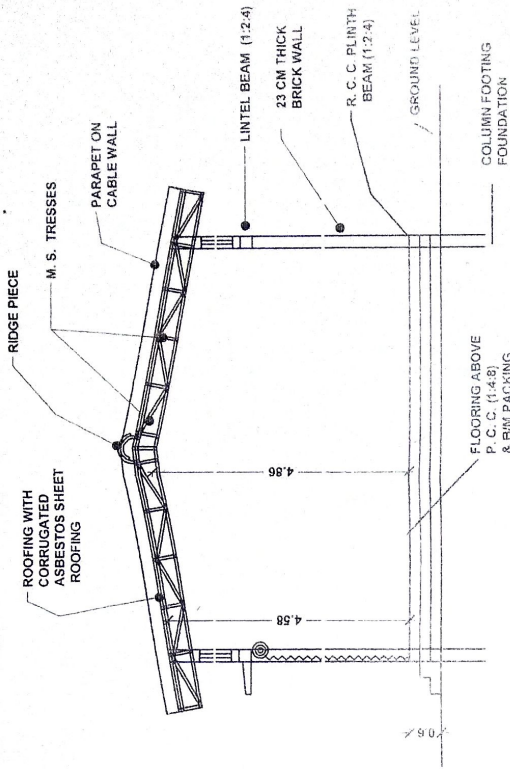 RIDGE PIECE
M. S. TRESSES
PARAPET ON
CABLE WALL
ROOFING WITH
CORRUGATED
ASBESTOS SHEET
ROOFING
LINTEL BEAM (1:2:4)
23 CM THICK
BRICK WALL
R. C. C. PLINTH
BEAM (1:2:4)
GROUND LEVEL
4.86
4.58
0.6
FLOORING ABOVE
P. C. C. (1:4:8)
& B/M PACKING
COLUMN FOOTING
FOUNDATION